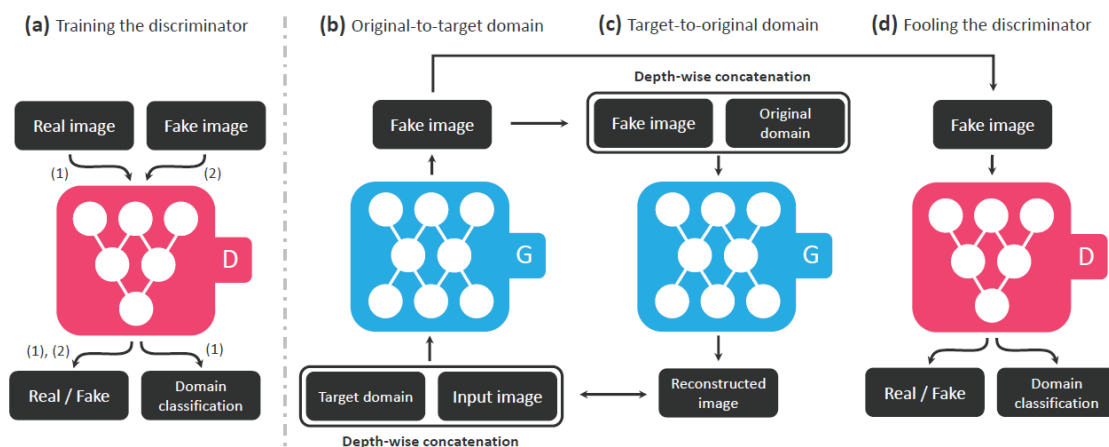 (a) Training the discriminator
(b) Original-to-target domain
(c) Target-to-original domain
(d) Fooling the discriminator
Real image
Fake image
(1)
(2)
D
(1), (2)
(1)
Real / Fake
Domain
classification
Fake image
G
Target domain
Input image
Depth-wise concatenation
Depth-wise concatenation
Fake image
Original
domain
G
Reconstructed
image
Fake image
D
Real / Fake
Domain
classification